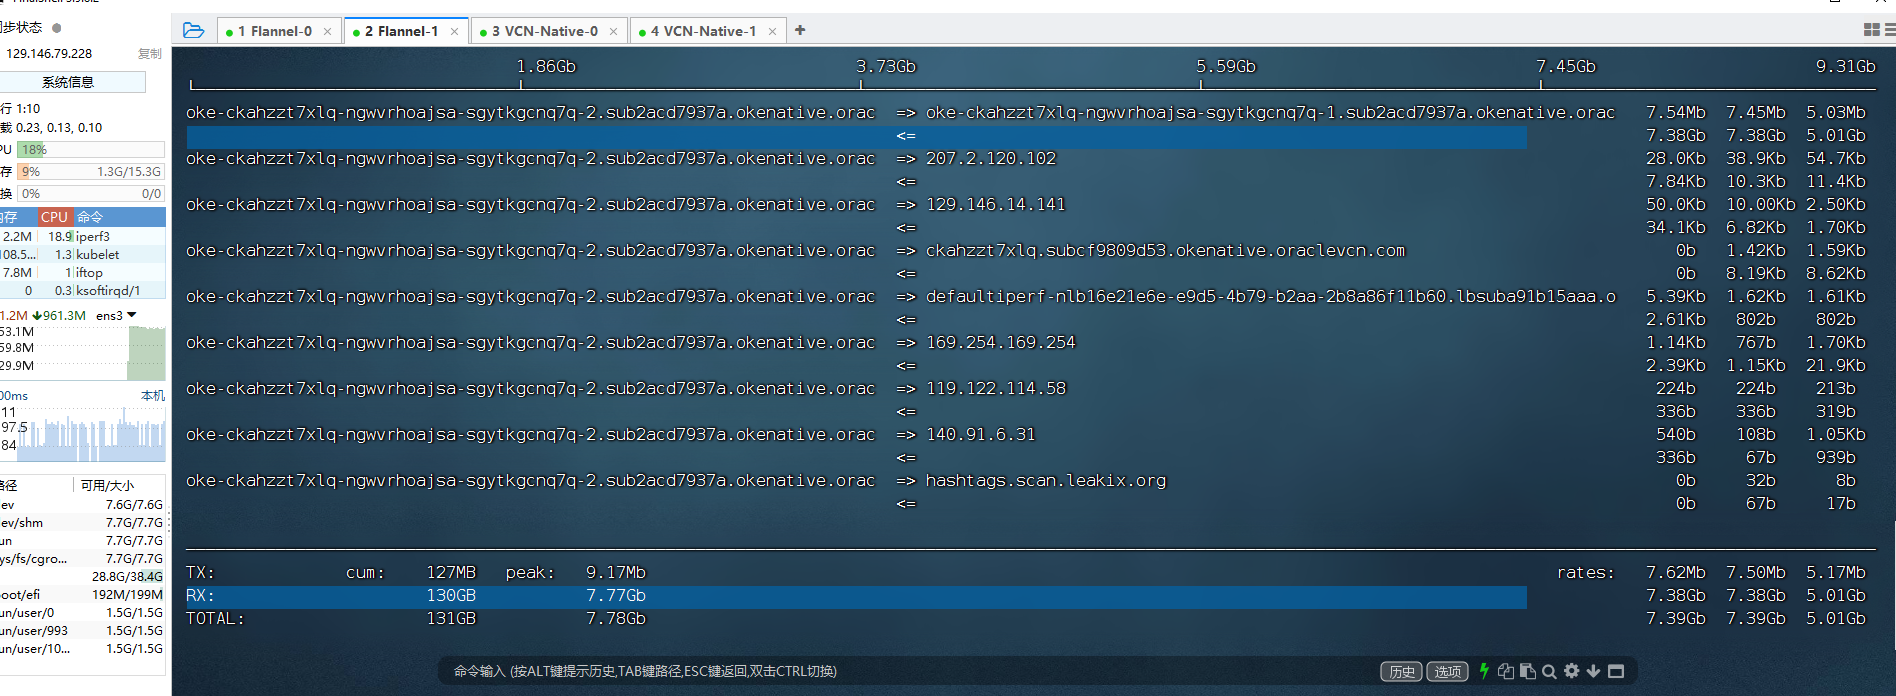 步状态
129.146.79.228 复制
系统信息
行 1:10
载 0.23, 0.13, 0.10
PU 18%
存 9% 1.3G/15.3G
换 0% 0/0
内存 CPU 命令
2.2M 18.9 iperf3
108.5... 1.3 kubelet
7.8M 1 iftop
0 0.3 ksoftirqd/1
1.2M 961.3M ens3
53.1M
59.8M
29.9M
00ms 本机
11
97.5
84
路径 可用/大小
ev 7.6G/7.6G
ev/shm 7.7G/7.7G
un 7.7G/7.7G
ys/fs/cgro... 7.7G/7.7G
28.8G/38.4G
oot/efi 192M/199M
un/user/0 1.5G/1.5G
un/user/993 1.5G/1.5G
un/user/10... 1.5G/1.5G
1 Flannel-0 × 2 Flannel-1 × 3 VCN-Native-0 × 4 VCN-Native-1 × +
1.86Gb 3.73Gb 5.59Gb 7.45Gb 9.31Gb
oke-ckahzzt7xlq-ngwvrhoajsa-sgytkgcnq7q-2.sub2acd7937a.okenative.orac => oke-ckahzzt7xlq-ngwvrhoajsa-sgytkgcnq7q-1.sub2acd7937a.okenative.orac 7.54Mb 7.45Mb 5.03Mb
<= 7.38Gb 7.38Gb 5.01Gb
oke-ckahzzt7xlq-ngwvrhoajsa-sgytkgcnq7q-2.sub2acd7937a.okenative.orac => 207.2.120.102 28.0Kb 38.9Kb 54.7Kb
<= 7.84Kb 10.3Kb 11.4Kb
oke-ckahzzt7xlq-ngwvrhoajsa-sgytkgcnq7q-2.sub2acd7937a.okenative.orac => 129.146.14.141 50.0Kb 10.00Kb 2.50Kb
<= 34.1Kb 6.82Kb 1.70Kb
oke-ckahzzt7xlq-ngwvrhoajsa-sgytkgcnq7q-2.sub2acd7937a.okenative.orac => ckahzzt7xlq.subcf9809d53.okenative.oraclevcn.com 0b 1.42Kb 1.59Kb
<= 0b 8.19Kb 8.62Kb
oke-ckahzzt7xlq-ngwvrhoajsa-sgytkgcnq7q-2.sub2acd7937a.okenative.orac => defaultiperf-nlb16e21e6e-e9d5-4b79-b2aa-2b8a86f11b60.lbsuba91b15aaa.o 5.39Kb 1.62Kb 1.61Kb
<= 2.61Kb 802b 802b
oke-ckahzzt7xlq-ngwvrhoajsa-sgytkgcnq7q-2.sub2acd7937a.okenative.orac => 169.254.169.254 1.14Kb 767b 1.70Kb
<= 2.39Kb 1.15Kb 21.9Kb
oke-ckahzzt7xlq-ngwvrhoajsa-sgytkgcnq7q-2.sub2acd7937a.okenative.orac => 119.122.114.58 224b 224b 213b
<= 336b 336b 319b
oke-ckahzzt7xlq-ngwvrhoajsa-sgytkgcnq7q-2.sub2acd7937a.okenative.orac => 140.91.6.31 540b 108b 1.05Kb
<= 336b 67b 939b
oke-ckahzzt7xlq-ngwvrhoajsa-sgytkgcnq7q-2.sub2acd7937a.okenative.orac => hashtags.scan.leakix.org 0b 32b 8b
<= 0b 67b 17b
TX: cum: 127MB peak: 9.17Mb rates: 7.62Mb 7.50Mb 5.17Mb
RX: 130GB 7.77Gb 7.38Gb 7.38Gb 5.01Gb
TOTAL: 131GB 7.78Gb 7.39Gb 7.39Gb 5.01Gb
命令输入 (按ALT键提示历史,TAB键路径,ESC键返回,双击CTRL切换) 历史 选项